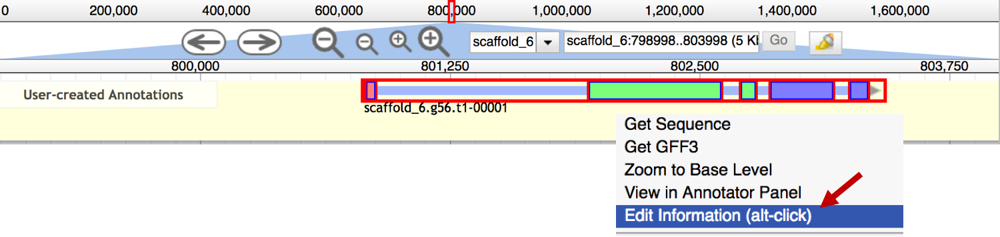 0 200,000 400,000 600,000 800,000 1,000,000 1,200,000 1,400,000 1,600,000
scaffold_6 scaffold_6:798998..803998 (5 Kb Go
800,000 801,250 802,500 803,750
User-created Annotations
scaffold_6.g56.t1-00001
Get Sequence
Get GFF3
Zoom to Base Level
View in Annotator Panel
Edit Information (alt-click)